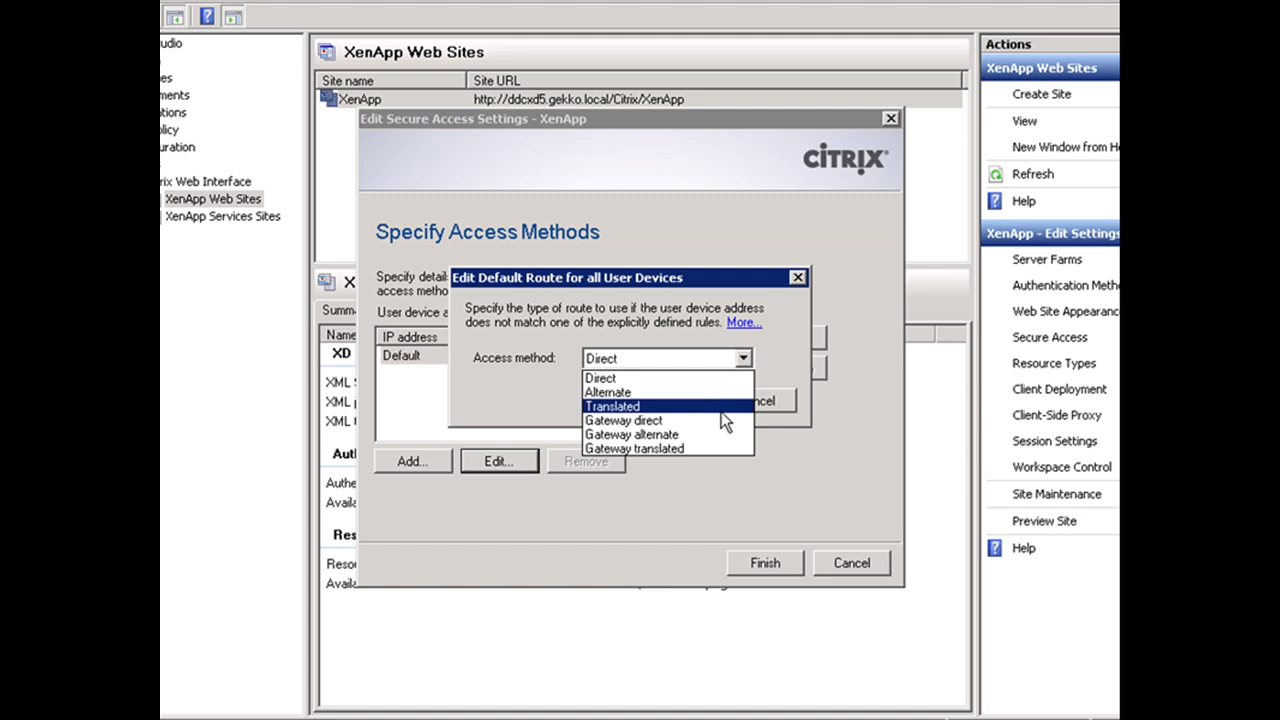 udio
XenApp Web Sites
Actions
es
Site name
Site URL
XenApp Web Sites
ments
XenApp
http://ddcxd5.gekko.local/Citrix/XenApp
Create Site
ations
View
licy
uration
New Window from He
rix Web Interface
Refresh
XenApp Web Sites
Help
XenApp Services Sites
XenApp - Edit Settings
Server Farms
Authentication Metho
Web Site Appearanc
Secure Access
Resource Types
Client Deployment
Client-Side Proxy
Session Settings
Workspace Control
Site Maintenance
Preview Site
Help
Edit Secure Access Settings - XenApp
CITRIX
Specify Access Methods
Specify detail
access metho
User device a
IP address
Default
Edit Default Route for all User Devices
Specify the type of route to use if the user device address
does not match one of the explicitly defined rules. More...
Access method:
Direct
Direct
Alternate
Translated
Gateway direct
Gateway alternate
Gateway translated
ncel
Add...
Edit...
Remove
Finish
Cancel
X
Summa
Name
XD
XML S
XML p
XML
Aut
Authe
Availa
Res
Resou
Availa